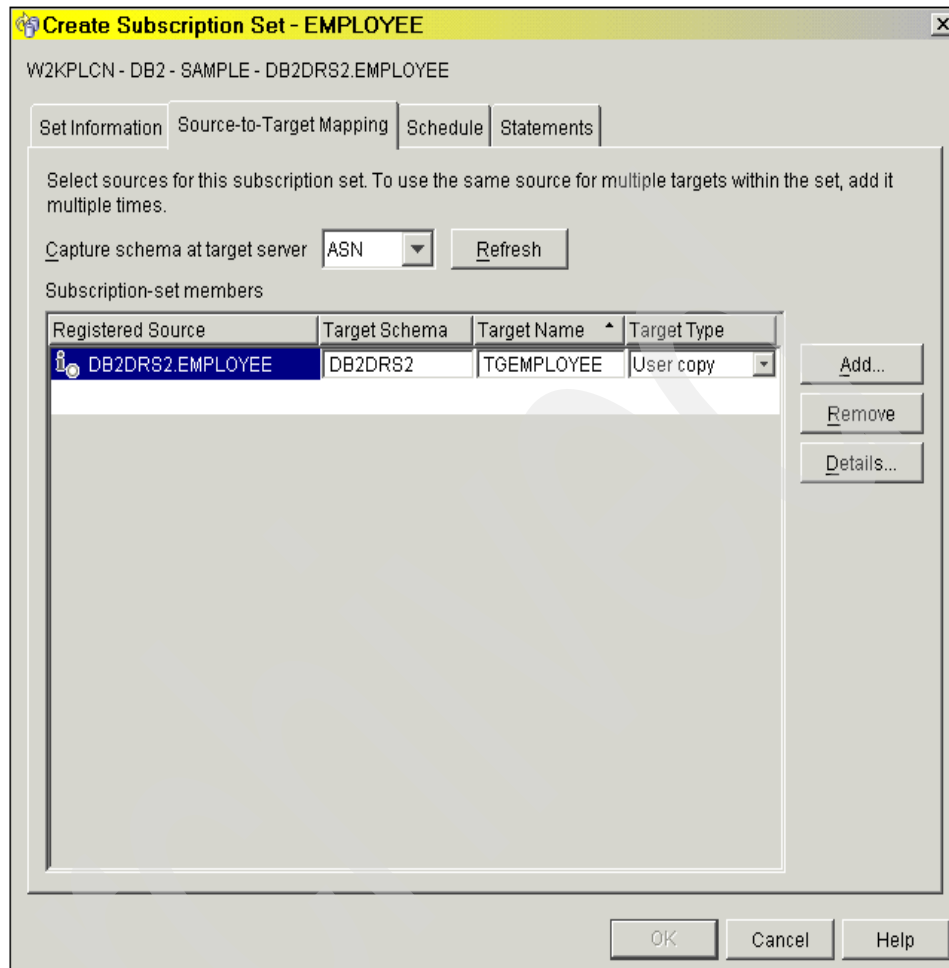 Create Subscription Set - EMPLOYEE
W2KPLCN - DB2 - SAMPLE - DB2DRS2.EMPLOYEE
Set Information Source-to-Target Mapping Schedule Statements
Select sources for this subscription set. To use the same source for multiple targets within the set, add it
multiple times.
Capture schema at target server ASN Refresh
Subscription-set members
Registered Source Target Schema Target Name Target Type
DB2DRS2.EMPLOYEE DB2DRS2 TGEMPLOYEE User copy
Add...
Remove
Details...
OK Cancel Help